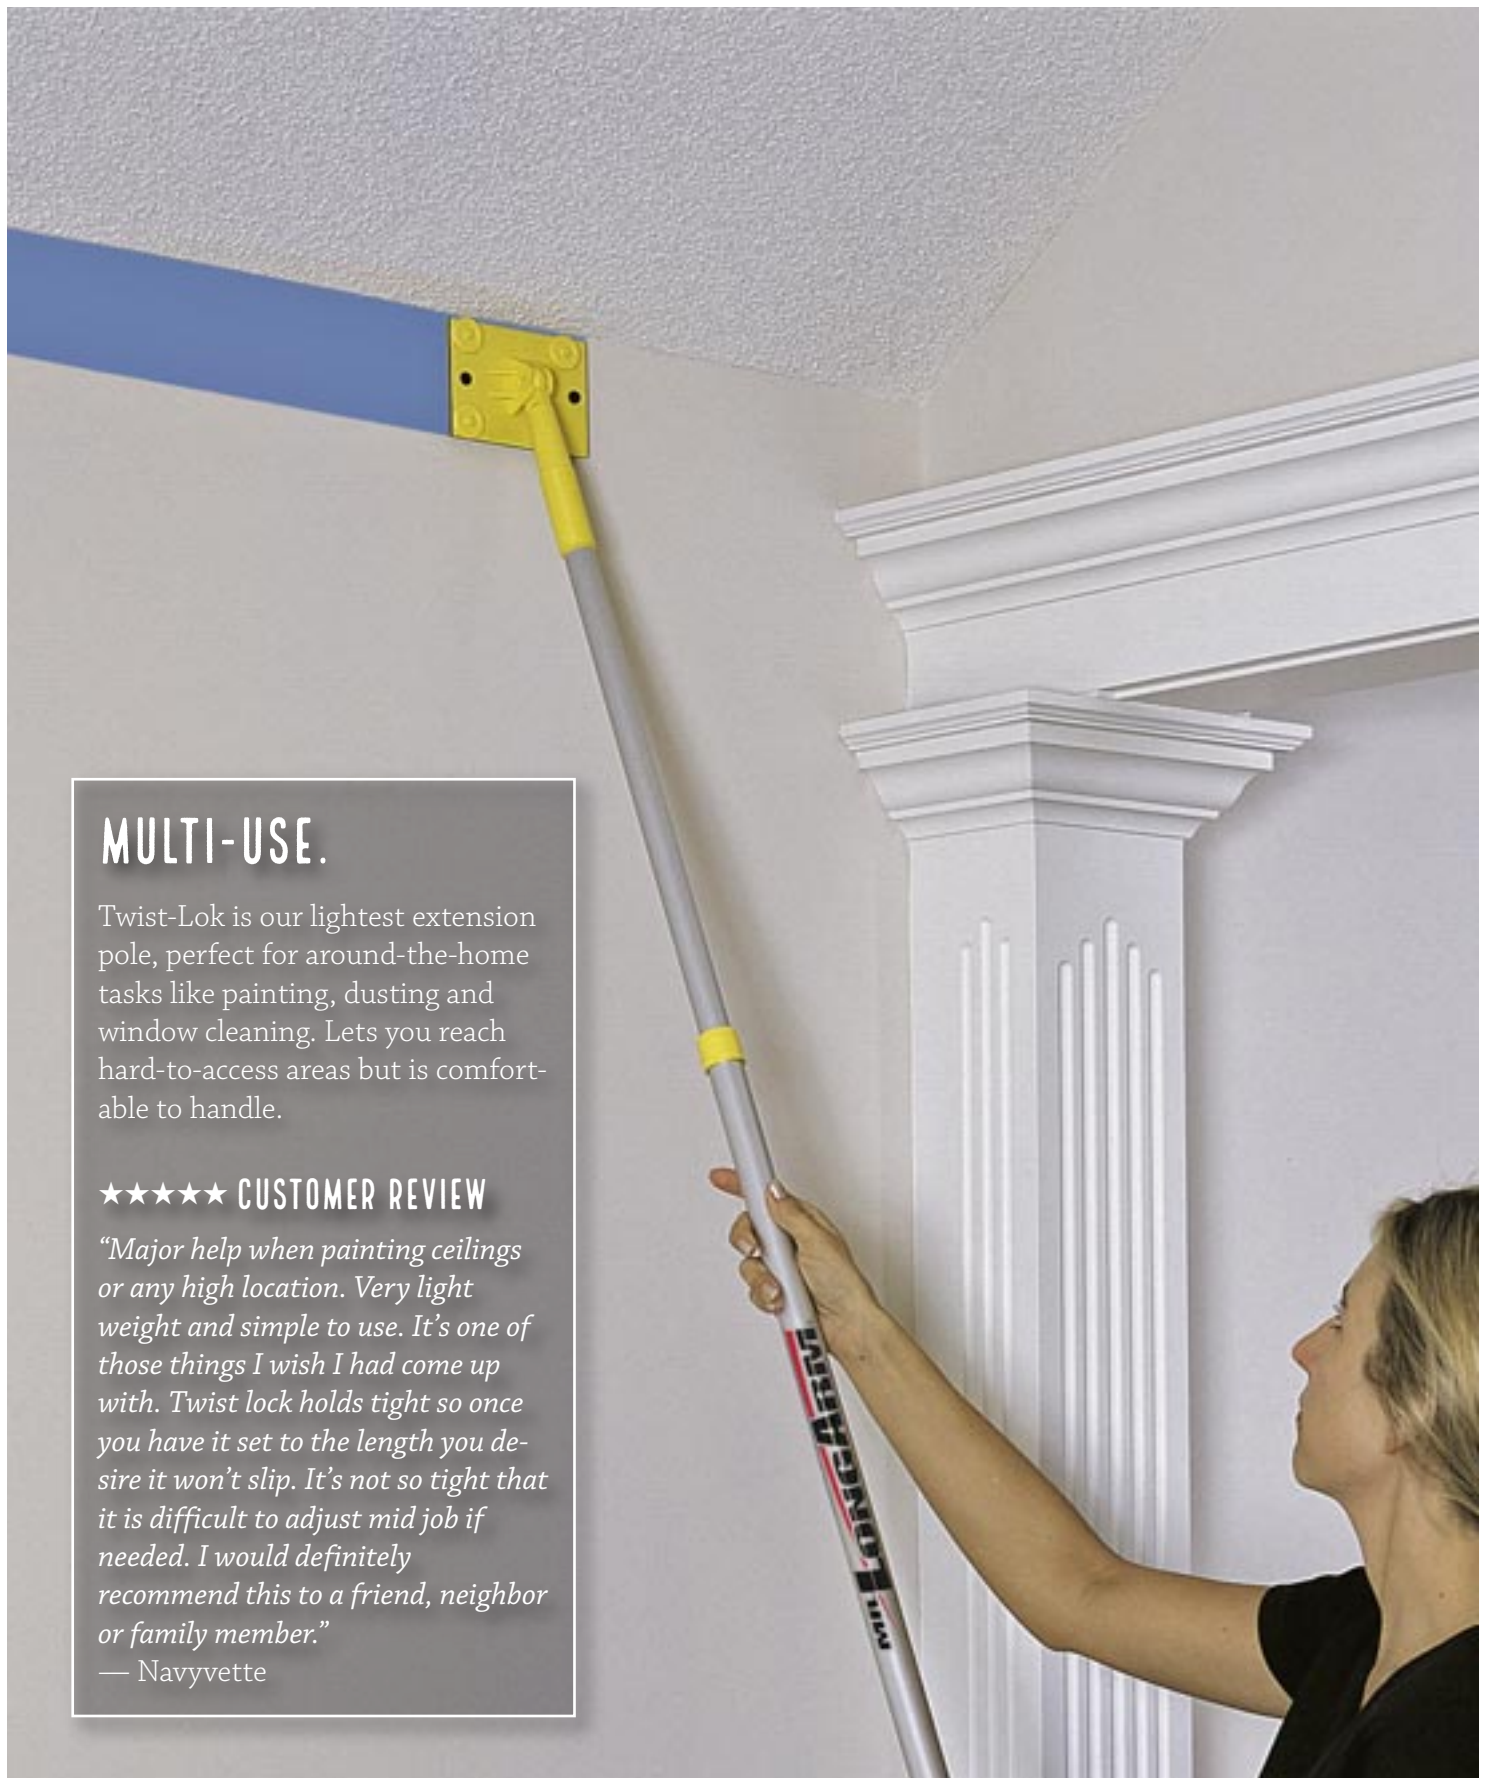 MULTI-USE.
Twist-Lok is our lightest extension
pole, perfect for around-the-home
tasks like painting, dusting and
window cleaning. Lets you reach
hard-to-access areas but is comfort-
able to handle.
★★★★★ CUSTOMER REVIEW
“Major help when painting ceilings
or any high location. Very light
weight and simple to use. It’s one of
those things I wish I had come up
with. Twist lock holds tight so once
you have it set to the length you de-
sire it won’t slip. It’s not so tight that
it is difficult to adjust mid job if
needed. I would definitely
recommend this to a friend, neighbor
or family member.”
— Navyvette
MR LONGARM